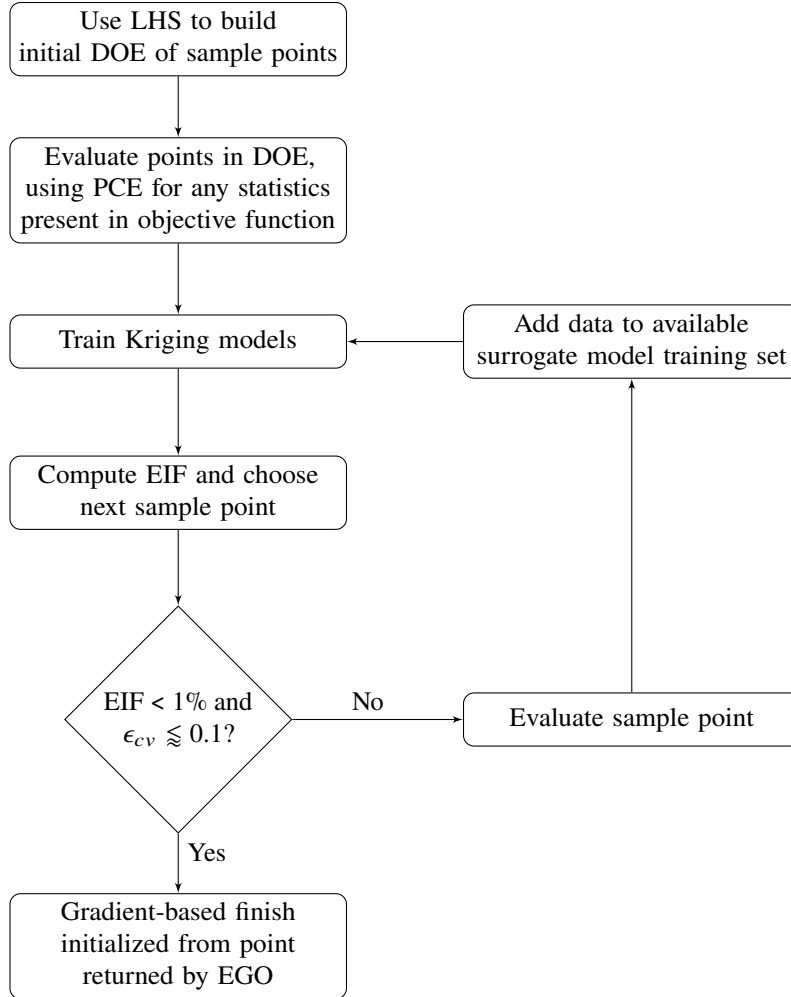 Use LHS to build
initial DOE of sample points
Evaluate points in DOE,
using PCE for any statistics
present in objective function
Train Kriging models
Add data to available
surrogate model training set
Compute EIF and choose
next sample point
EIF < 1% and
ϵcv ⪅ 0.1?
No
Evaluate sample point
Yes
Gradient-based finish
initialized from point
returned by EGO